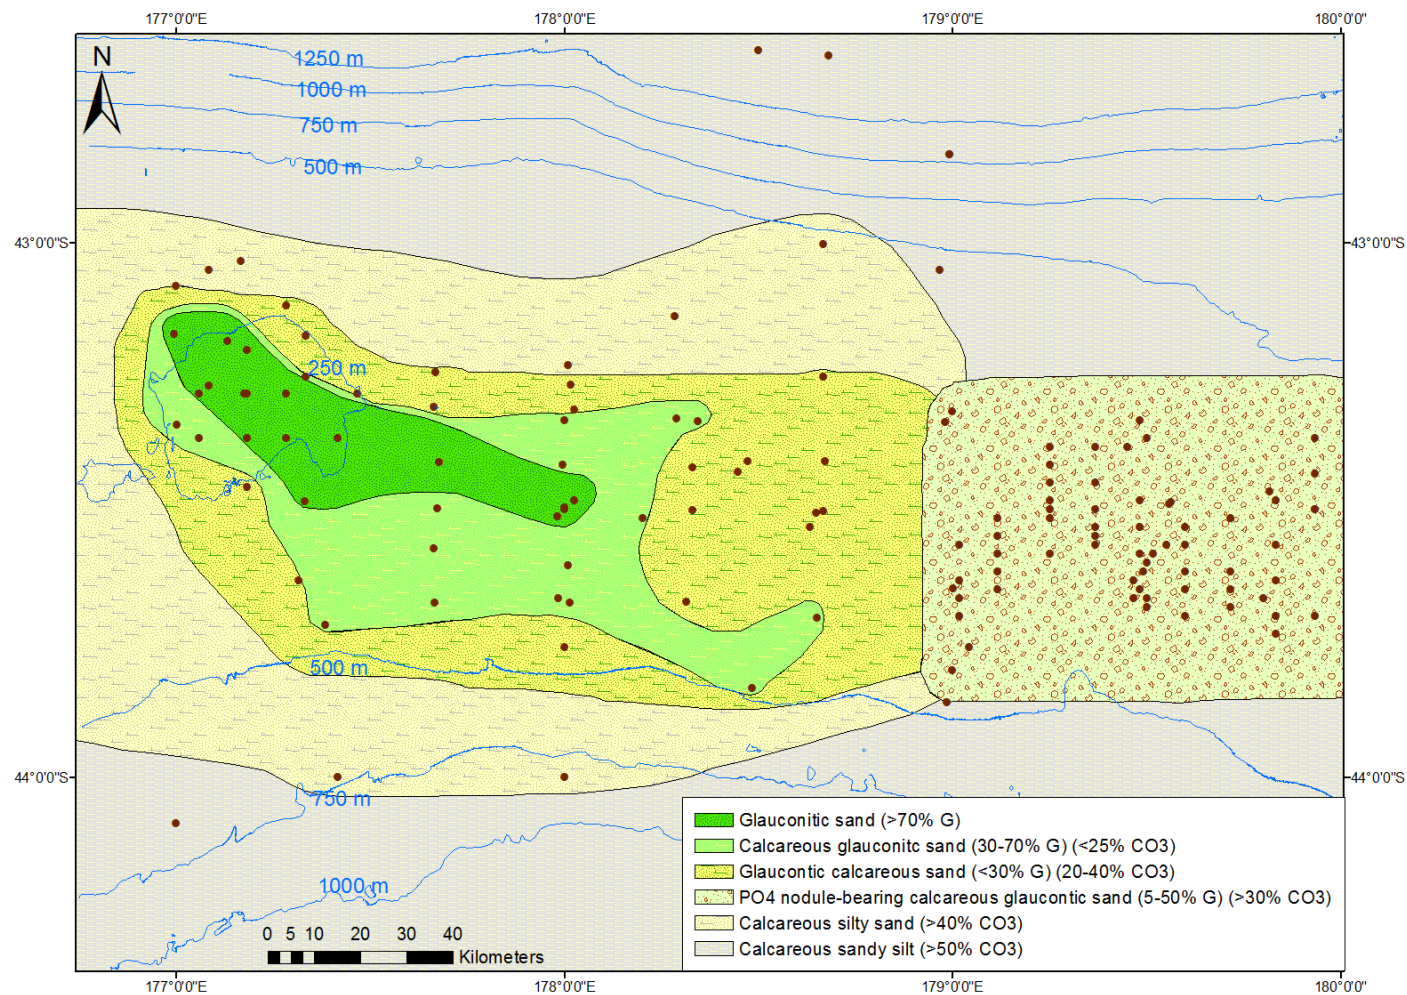 177°0'0"E 178°0'0"E 179°0'0"E 180°0'0"
N
1250 m
1000 m
750 m
500 m
43°0'0"S 43°0'0"S
250 m
500 m
44°0'0"S 44°0'0"S
750 m
1000 m
Glauconitic sand (>70% G)
Calcareous glauconitc sand (30-70% G) (<25% CO3)
Glaucontic calcareous sand (<30% G) (20-40% CO3)
PO4 nodule-bearing calcareous glaucontic sand (5-50% G) (>30% CO3)
Calcareous silty sand (>40% CO3)
Calcareous sandy silt (>50% CO3)
0 5 10 20 30 40
Kilometers
177°0'0"E 178°0'0"E 179°0'0"E 180°0'0"